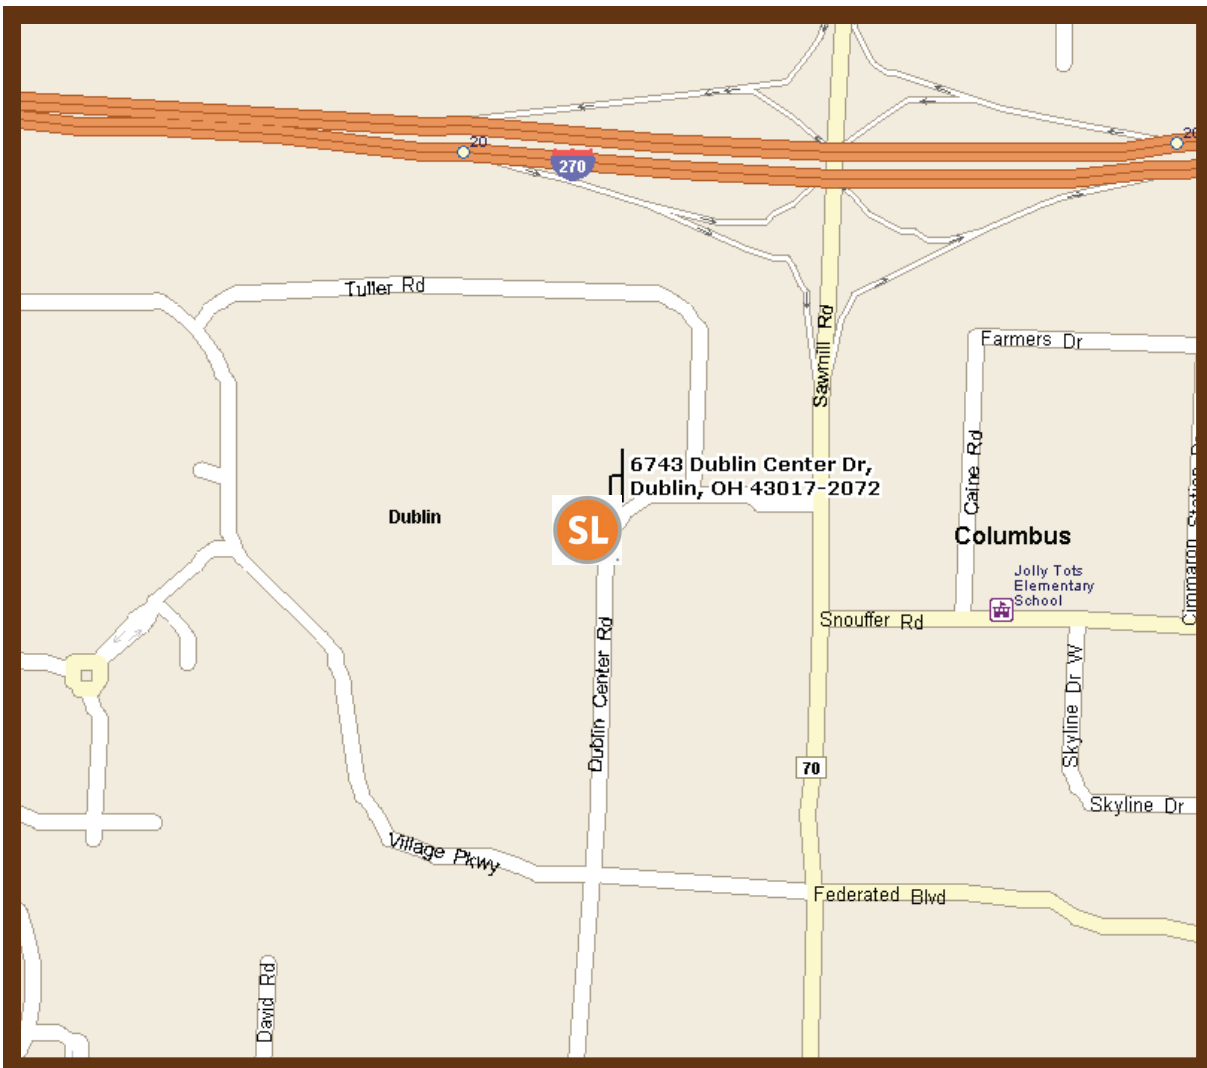 20
20
270
Tuller Rd
Sawmill Rd
Farmers Dr
6743 Dublin Center Dr,
Dublin, OH 43017-2072
Caine Rd
SL
Dublin
Columbus
Jolly Tots
Elementary
School
Snouffer Rd
Dublin Center Rd
Skyline Dr W
70
Skyline Dr
Village Pkwy
Federated Blvd
David Rd